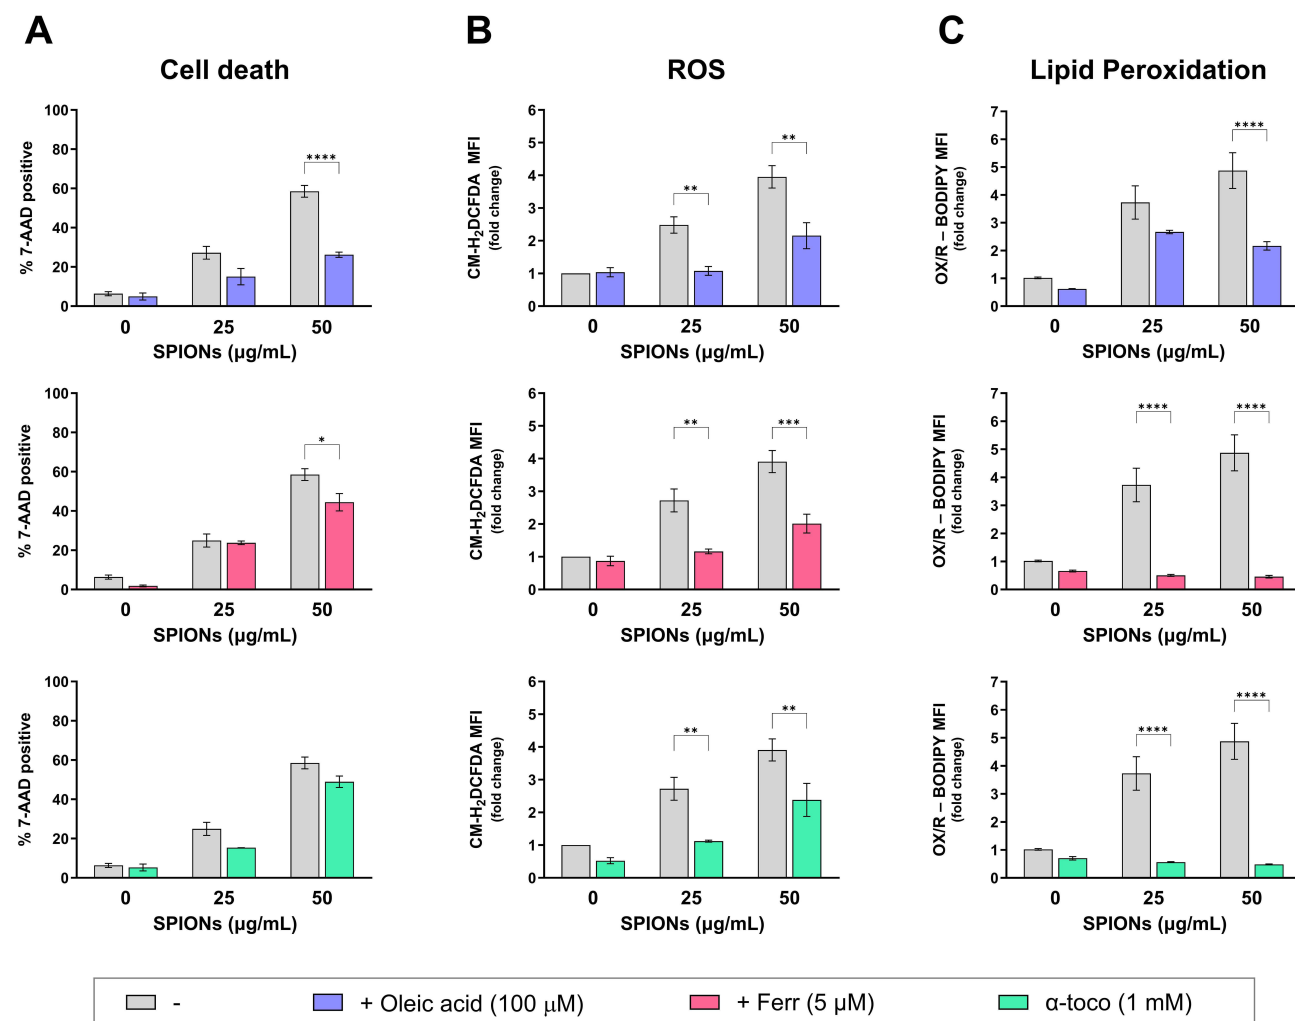 A
B
C
Cell death
ROS
Lipid Peroxidation
% 7-AAD positive
100
80
60
40
20
0
****
0 25 50
SPIONs (µg/mL)
CM-H₂DCFDA MFI
(fold change)
6
5
4
3
2
1
0
**
**
0 25 50
SPIONs (µg/mL)
OX/R – BODIPY MFI
(fold change)
7
6
5
4
3
2
1
0
****
0 25 50
SPIONs (µg/mL)
% 7-AAD positive
100
80
60
40
20
0
*
0 25 50
SPIONs (µg/mL)
CM-H₂DCFDA MFI
(fold change)
6
5
4
3
2
1
0
**
***
0 25 50
SPIONs (µg/mL)
OX/R – BODIPY MFI
(fold change)
7
6
5
4
3
2
1
0
****
****
0 25 50
SPIONs (µg/mL)
% 7-AAD positive
100
80
60
40
20
0
0 25 50
SPIONs (µg/mL)
CM-H₂DCFDA MFI
(fold change)
6
5
4
3
2
1
0
**
**
0 25 50
SPIONs (µg/mL)
OX/R – BODIPY MFI
(fold change)
7
6
5
4
3
2
1
0
****
****
0 25 50
SPIONs (µg/mL)
- + Oleic acid (100 µM) + Ferr (5 µM) α-toco (1 mM)